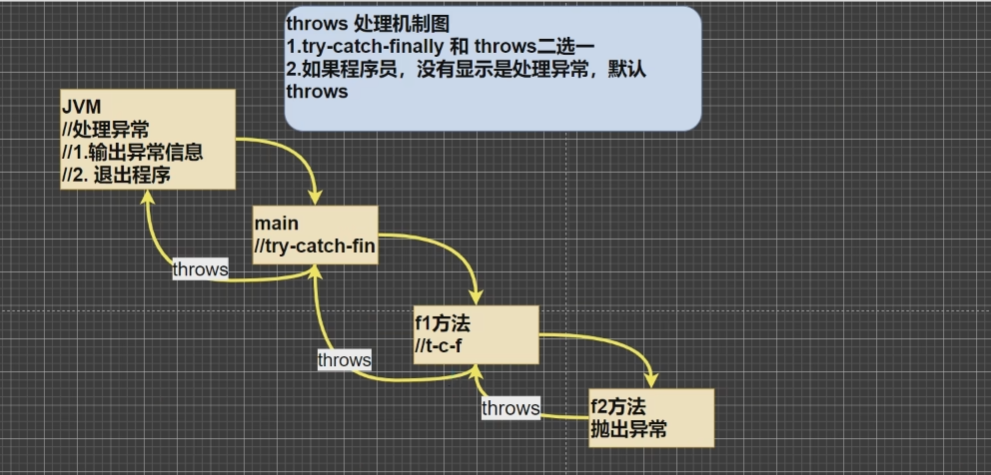 throws 处理机制图
1.try-catch-finally 和 throws二选一
2.如果程序员，没有显示是处理异常，默认
throws
JVM
//处理异常
//1.输出异常信息
//2. 退出程序
main
//try-catch-fin
throws
f1方法
//t-c-f
throws
f2方法
抛出异常
throws